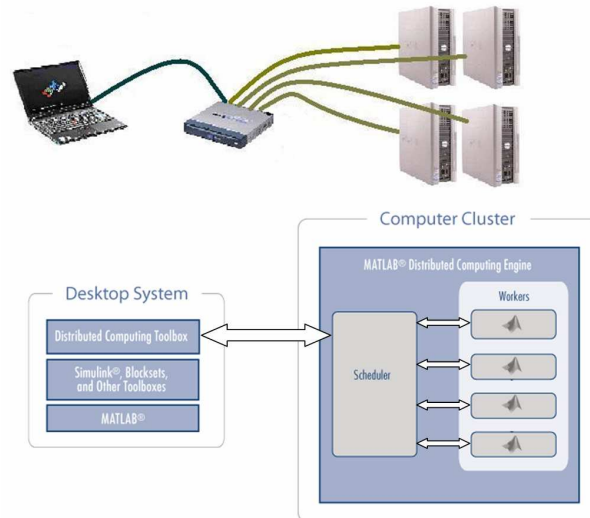 Computer Cluster
MATLAB® Distributed Computing Engine
Desktop System
Workers
Distributed Computing Toolbox
Simulink®, Blocksets,
and Other Toolboxes
Scheduler
MATLAB®